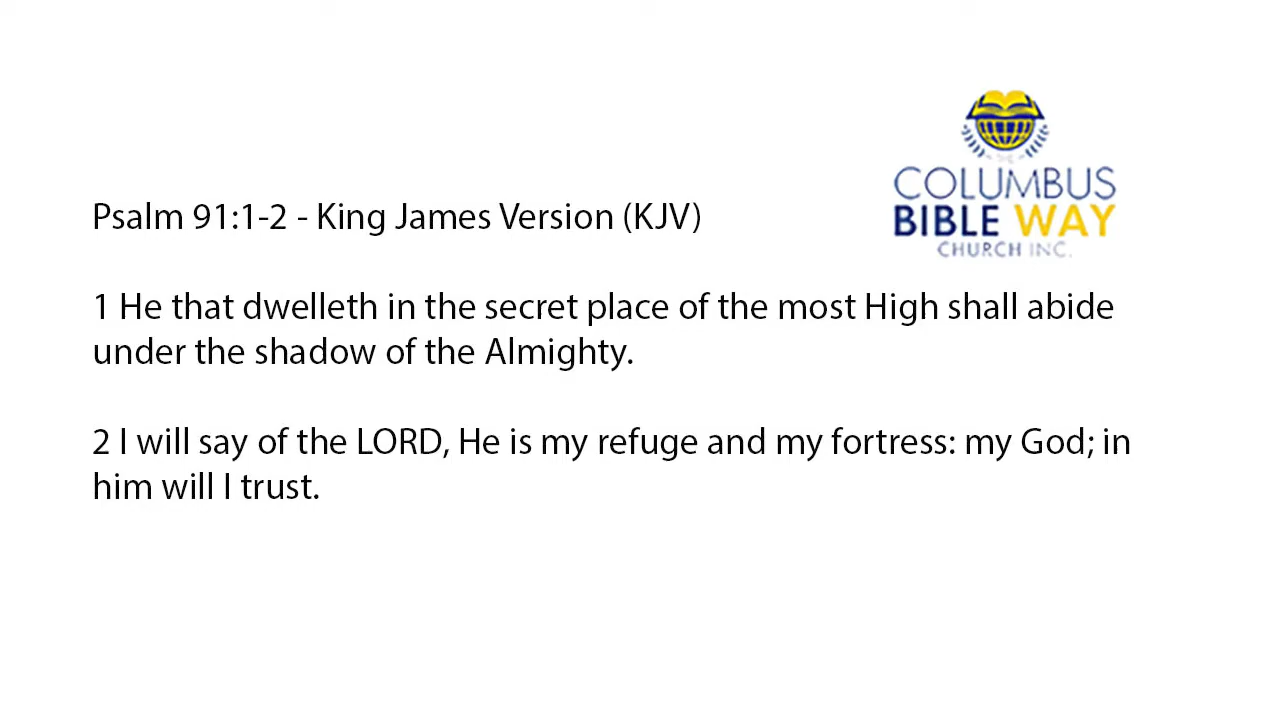 COLUMBUS
BIBLE WAY
CHURCH INC.
Psalm 91:1-2 - King James Version (KJV)
1 He that dwelleth in the secret place of the most High shall abide
under the shadow of the Almighty.
2 I will say of the LORD, He is my refuge and my fortress: my God; in
him will I trust.